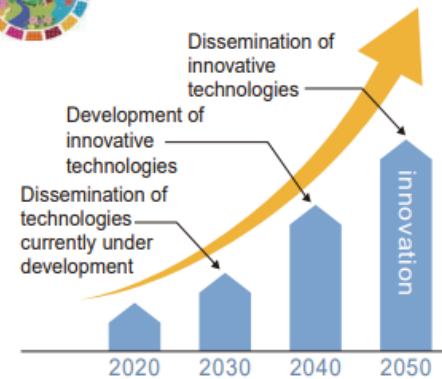 Dissemination of
innovative
technologies
Development of
innovative
technologies
Dissemination of
technologies
currently under
development
innovation
2020
2030
2040
2050